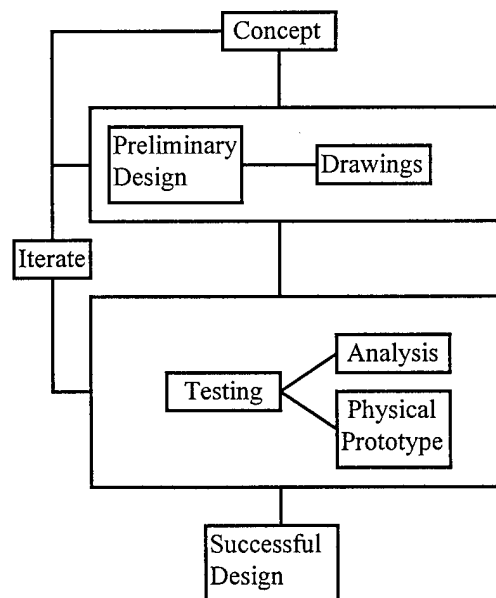 Concept
Preliminary
Design
Drawings
Iterate
Analysis
Testing
Physical
Prototype
Successful
Design